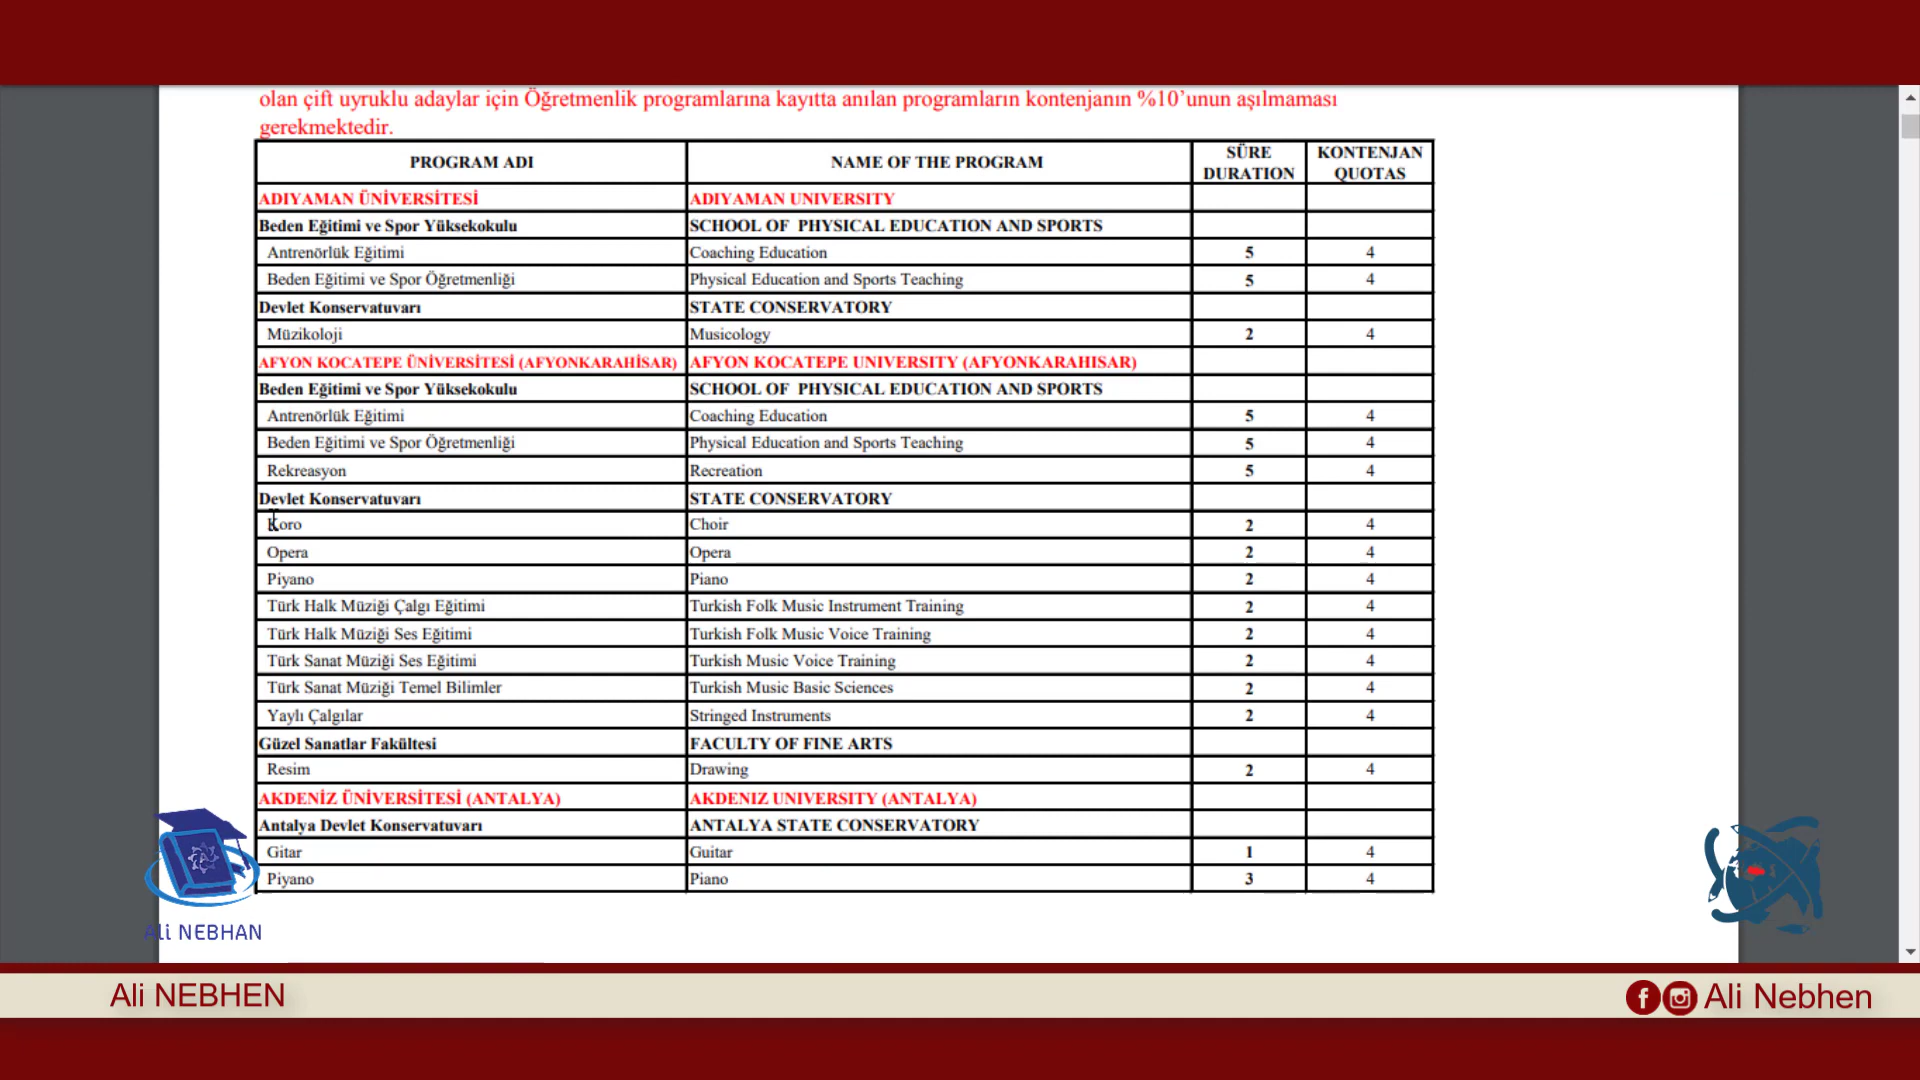 olan çift uyruklu adaylar için Öğretmenlik programlarına kayıtta anılan programların kontenjanın %10'unun aşılmaması
gerekmektedir.
PROGRAM ADI NAME OF THE PROGRAM SÜRE DURATION KONTENJAN QUOTAS
ADIYAMAN ÜNİVERSİTESİ ADIYAMAN UNIVERSITY
Beden Eğitimi ve Spor Yüksekokulu SCHOOL OF PHYSICAL EDUCATION AND SPORTS
Antrenörlük Eğitimi Coaching Education 5 4
Beden Eğitimi ve Spor Öğretmenliği Physical Education and Sports Teaching 5 4
Devlet Konservatuvarı STATE CONSERVATORY
Müzikoloji Musicology 2 4
AFYON KOCATEPE ÜNİVERSİTESİ (AFYONKARAHİSAR) AFYON KOCATEPE UNIVERSITY (AFYONKARAHISAR)
Beden Eğitimi ve Spor Yüksekokulu SCHOOL OF PHYSICAL EDUCATION AND SPORTS
Antrenörlük Eğitimi Coaching Education 5 4
Beden Eğitimi ve Spor Öğretmenliği Physical Education and Sports Teaching 5 4
Rekreasyon Recreation 5 4
Devlet Konservatuvarı STATE CONSERVATORY
Koro Choir 2 4
Opera Opera 2 4
Piyano Piano 2 4
Türk Halk Müziği Çalgı Eğitimi Turkish Folk Music Instrument Training 2 4
Türk Halk Müziği Ses Eğitimi Turkish Folk Music Voice Training 2 4
Türk Sanat Müziği Ses Eğitimi Turkish Music Voice Training 2 4
Türk Sanat Müziği Temel Bilimler Turkish Music Basic Sciences 2 4
Yaylı Çalgılar Stringed Instruments 2 4
Güzel Sanatlar Fakültesi FACULTY OF FINE ARTS
Resim Drawing 2 4
AKDENİZ ÜNİVERSİTESİ (ANTALYA) AKDENIZ UNIVERSITY (ANTALYA)
Antalya Devlet Konservatuvarı ANTALYA STATE CONSERVATORY
Gitar Guitar 1 4
Piyano Piano 3 4
Ali NEBHAN
Ali NEBHEN
Ali Nebhen